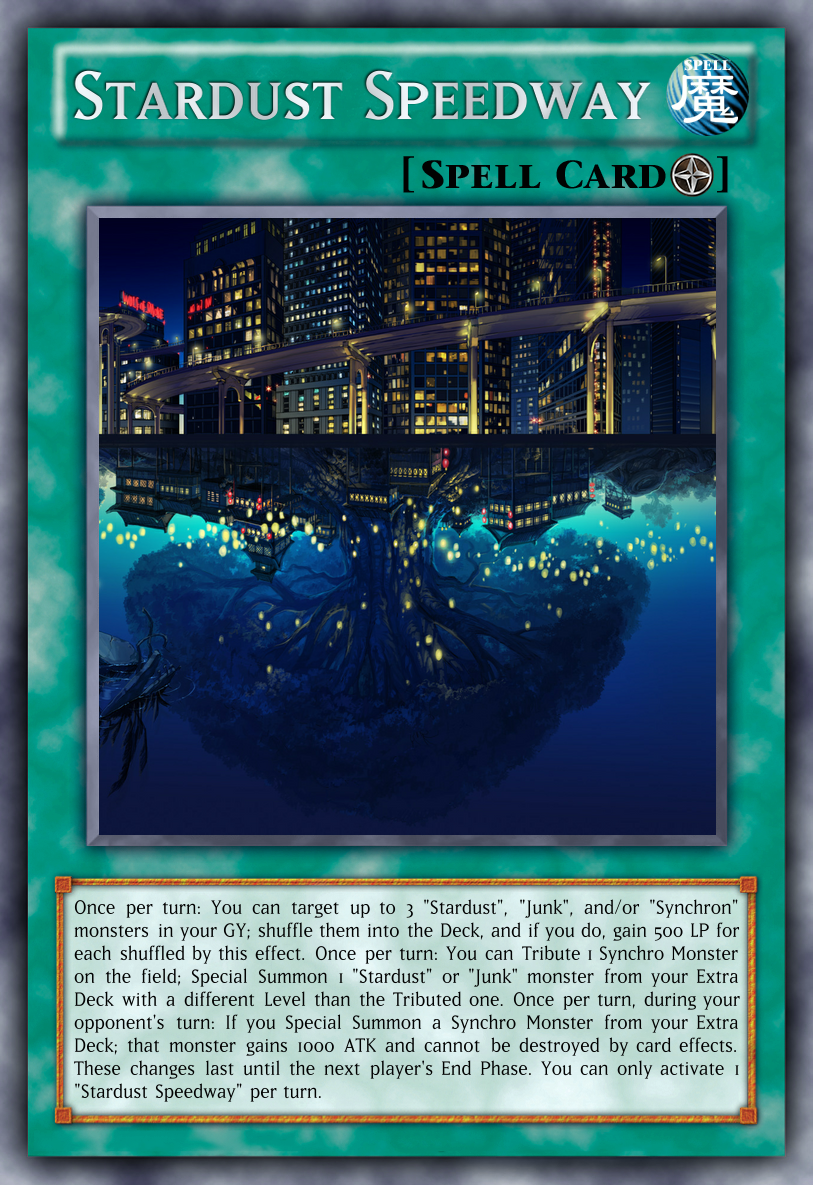 Stardust Speedway
SPELL
魔
[Spell Card]
Once per turn: You can target up to 3 "Stardust", "Junk", and/or "Synchron"
monsters in your GY; shuffle them into the Deck, and if you do, gain 500 LP for
each shuffled by this effect. Once per turn: You can Tribute 1 Synchro Monster
on the field; Special Summon 1 "Stardust" or "Junk" monster from your Extra
Deck with a different Level than the Tributed one. Once per turn, during your
opponent's turn: If you Special Summon a Synchro Monster from your Extra
Deck; that monster gains 1000 ATK and cannot be destroyed by card effects.
These changes last until the next player's End Phase. You can only activate 1
"Stardust Speedway" per turn.